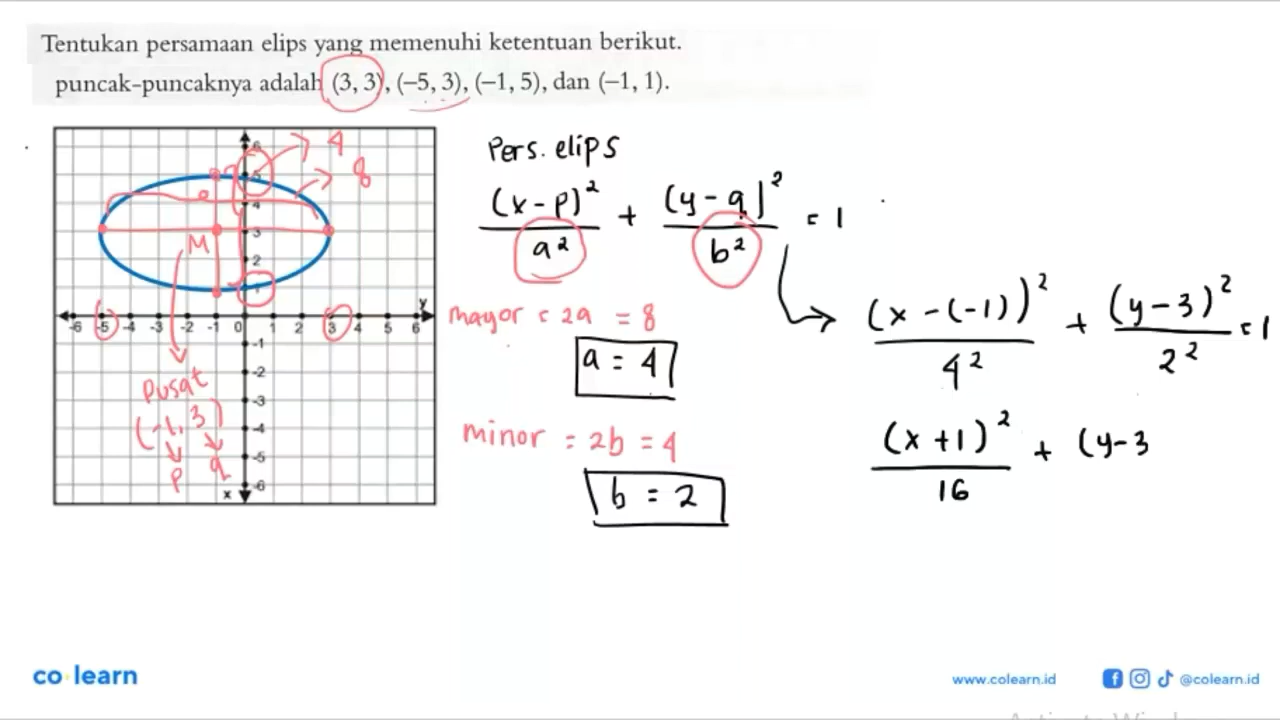 Tentukan persamaan elips yang memenuhi ketentuan berikut.
puncak-puncaknya adalah (3, 3), (–5, 3), (–1, 5), dan (–1, 1).
Pers. elips
(x - p)² / a² + (y - q)² / b² = 1
(x - (-1))² / 4² + (y - 3)² / 2² = 1
(x + 1)² / 16 + (y - 3
mayor = 2a = 8
a = 4
minor = 2b = 4
b = 2
4
8
M
Pusat
(-1, 3)
p q
6
5
4
3
2
1
y
-6 -5 -4 -3 -2 -1 0 1 2 3 4 5 6
-1
-2
-3
-4
-5
-6
x
co learn
www.colearn.id
@colearn.id